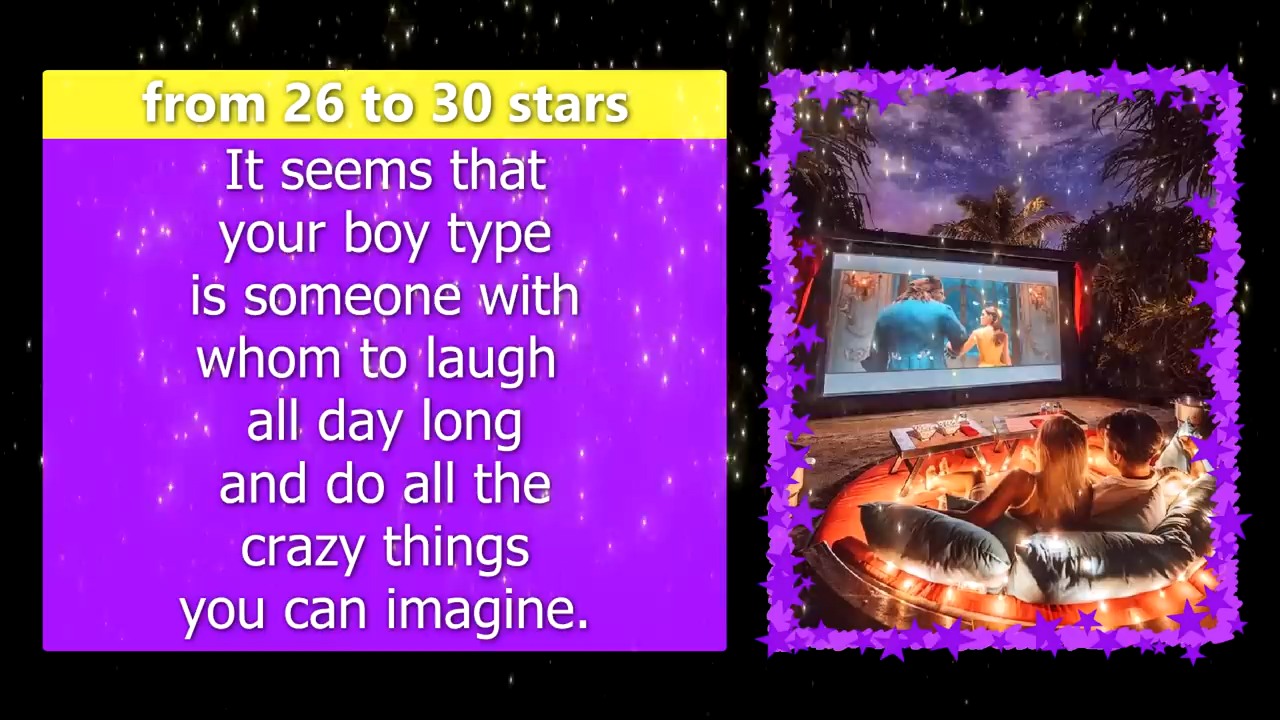 from 26 to 30 stars
It seems that
your boy type
is someone with
whom to laugh
all day long
and do all the
crazy things
you can imagine.